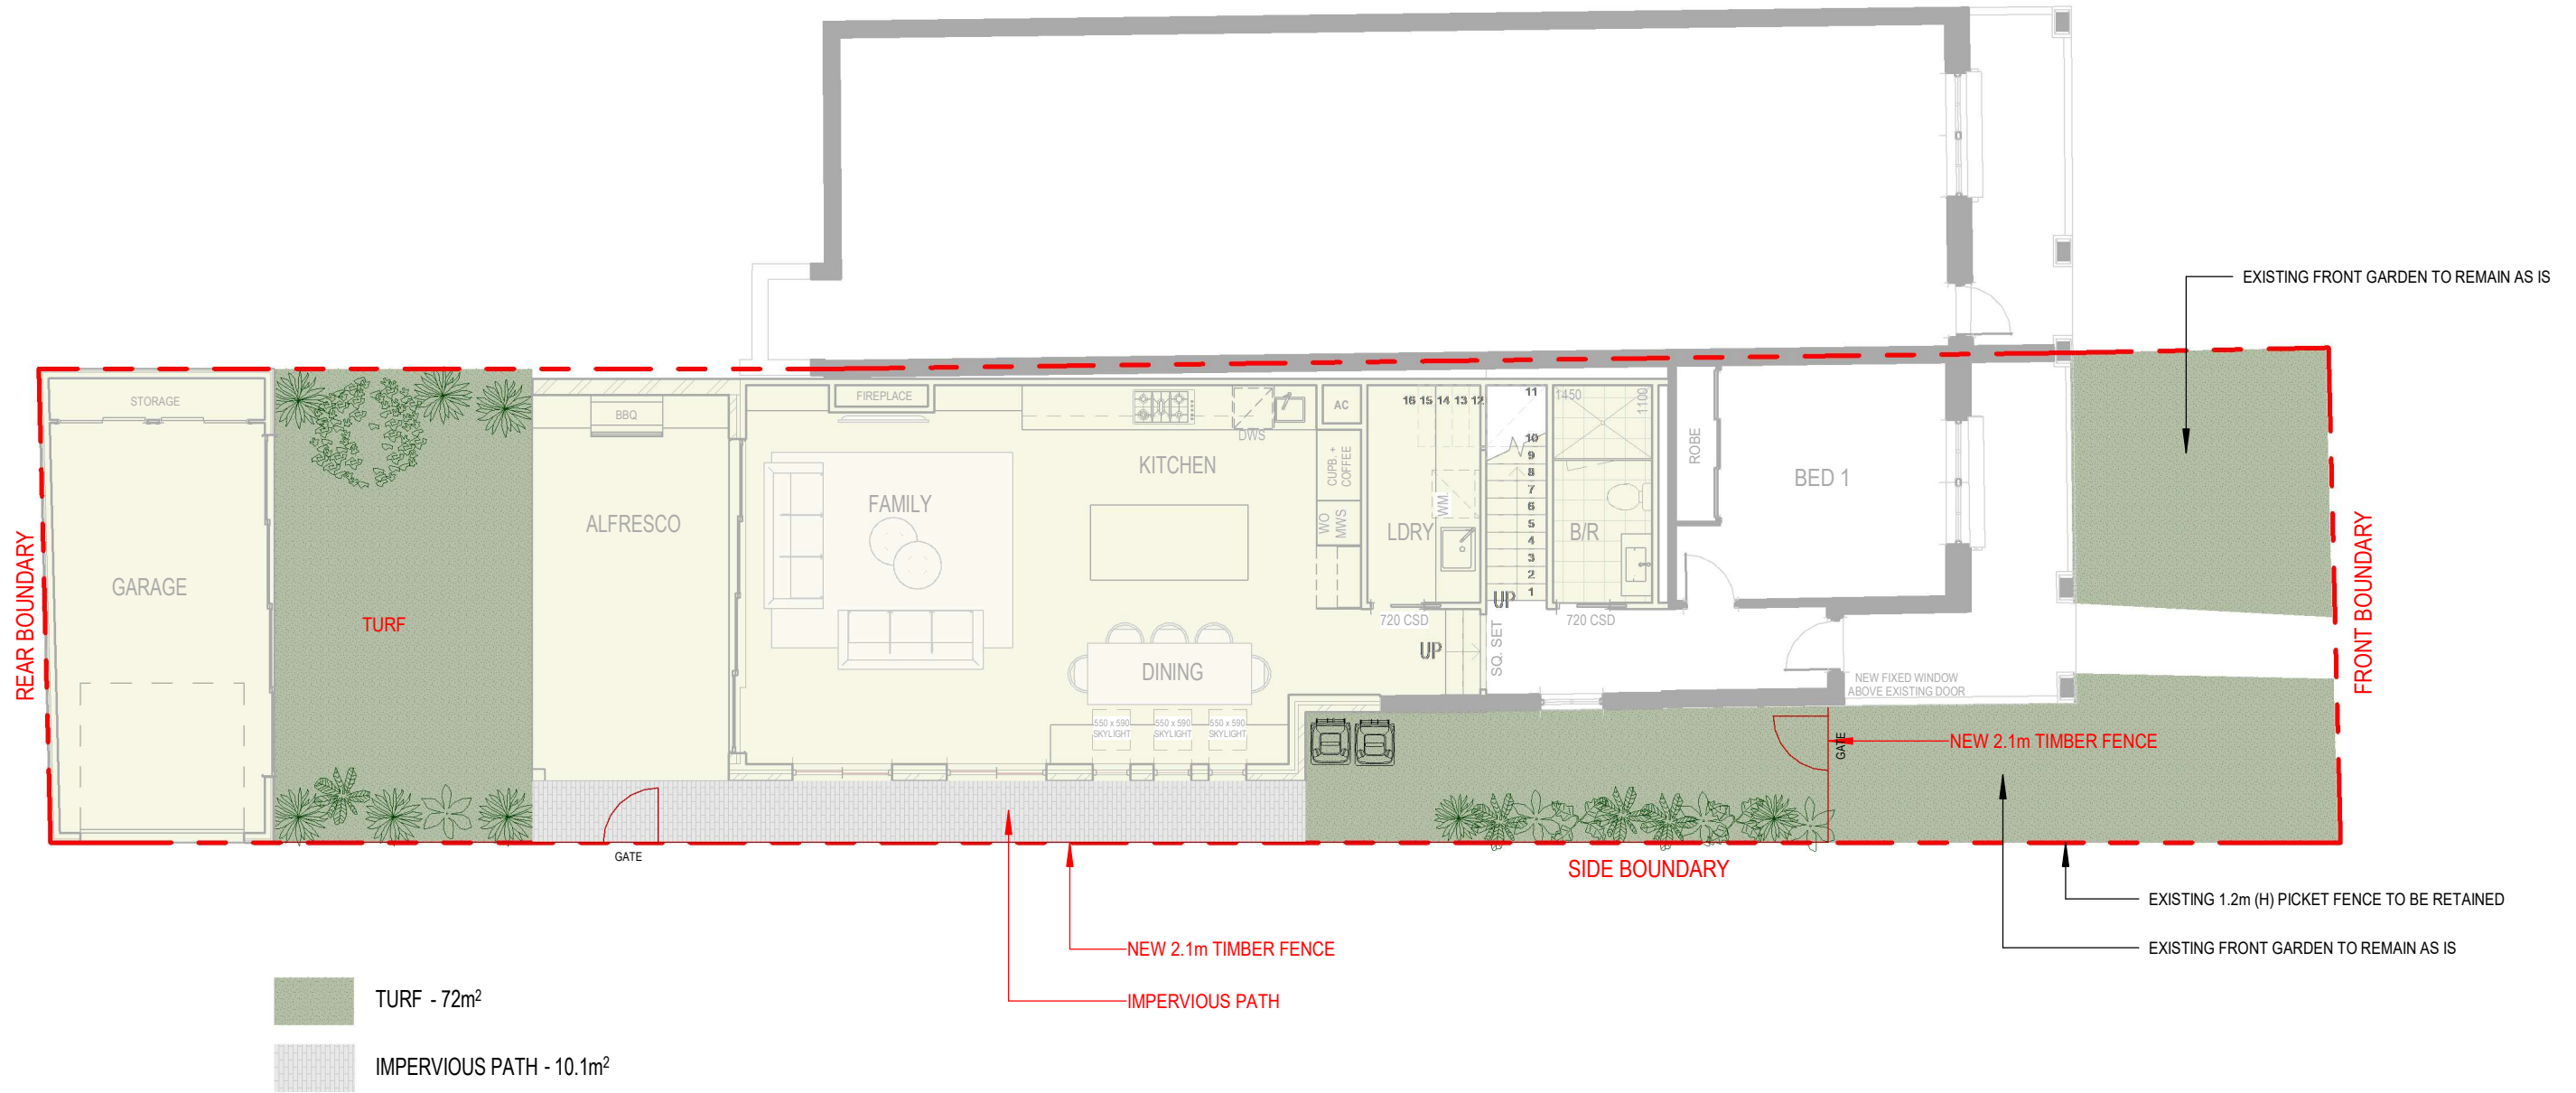 EXISTING FRONT GARDEN TO REMAIN AS IS
STORAGE
BBQ
FIREPLACE
DWS
AC
16 15 14 13 12
11
1450
1100
10
9
8
7
6
5
4
3
2
1
CUPB. +
COFFEE
WO
MWS
KITCHEN
FAMILY
ALFRESCO
GARAGE
TURF
REAR BOUNDARY
LDRY
WM.
B/R
ROBE
BED 1
UP
720 CSD
720 CSD
UP
SQ. SET
DINING
550 x 590
SKYLIGHT
550 x 590
SKYLIGHT
550 x 590
SKYLIGHT
NEW FIXED WINDOW
ABOVE EXISTING DOOR
FRONT BOUNDARY
GATE
NEW 2.1m TIMBER FENCE
GATE
SIDE BOUNDARY
EXISTING 1.2m (H) PICKET FENCE TO BE RETAINED
NEW 2.1m TIMBER FENCE
EXISTING FRONT GARDEN TO REMAIN AS IS
IMPERVIOUS PATH
TURF - 72m²
IMPERVIOUS PATH - 10.1m²